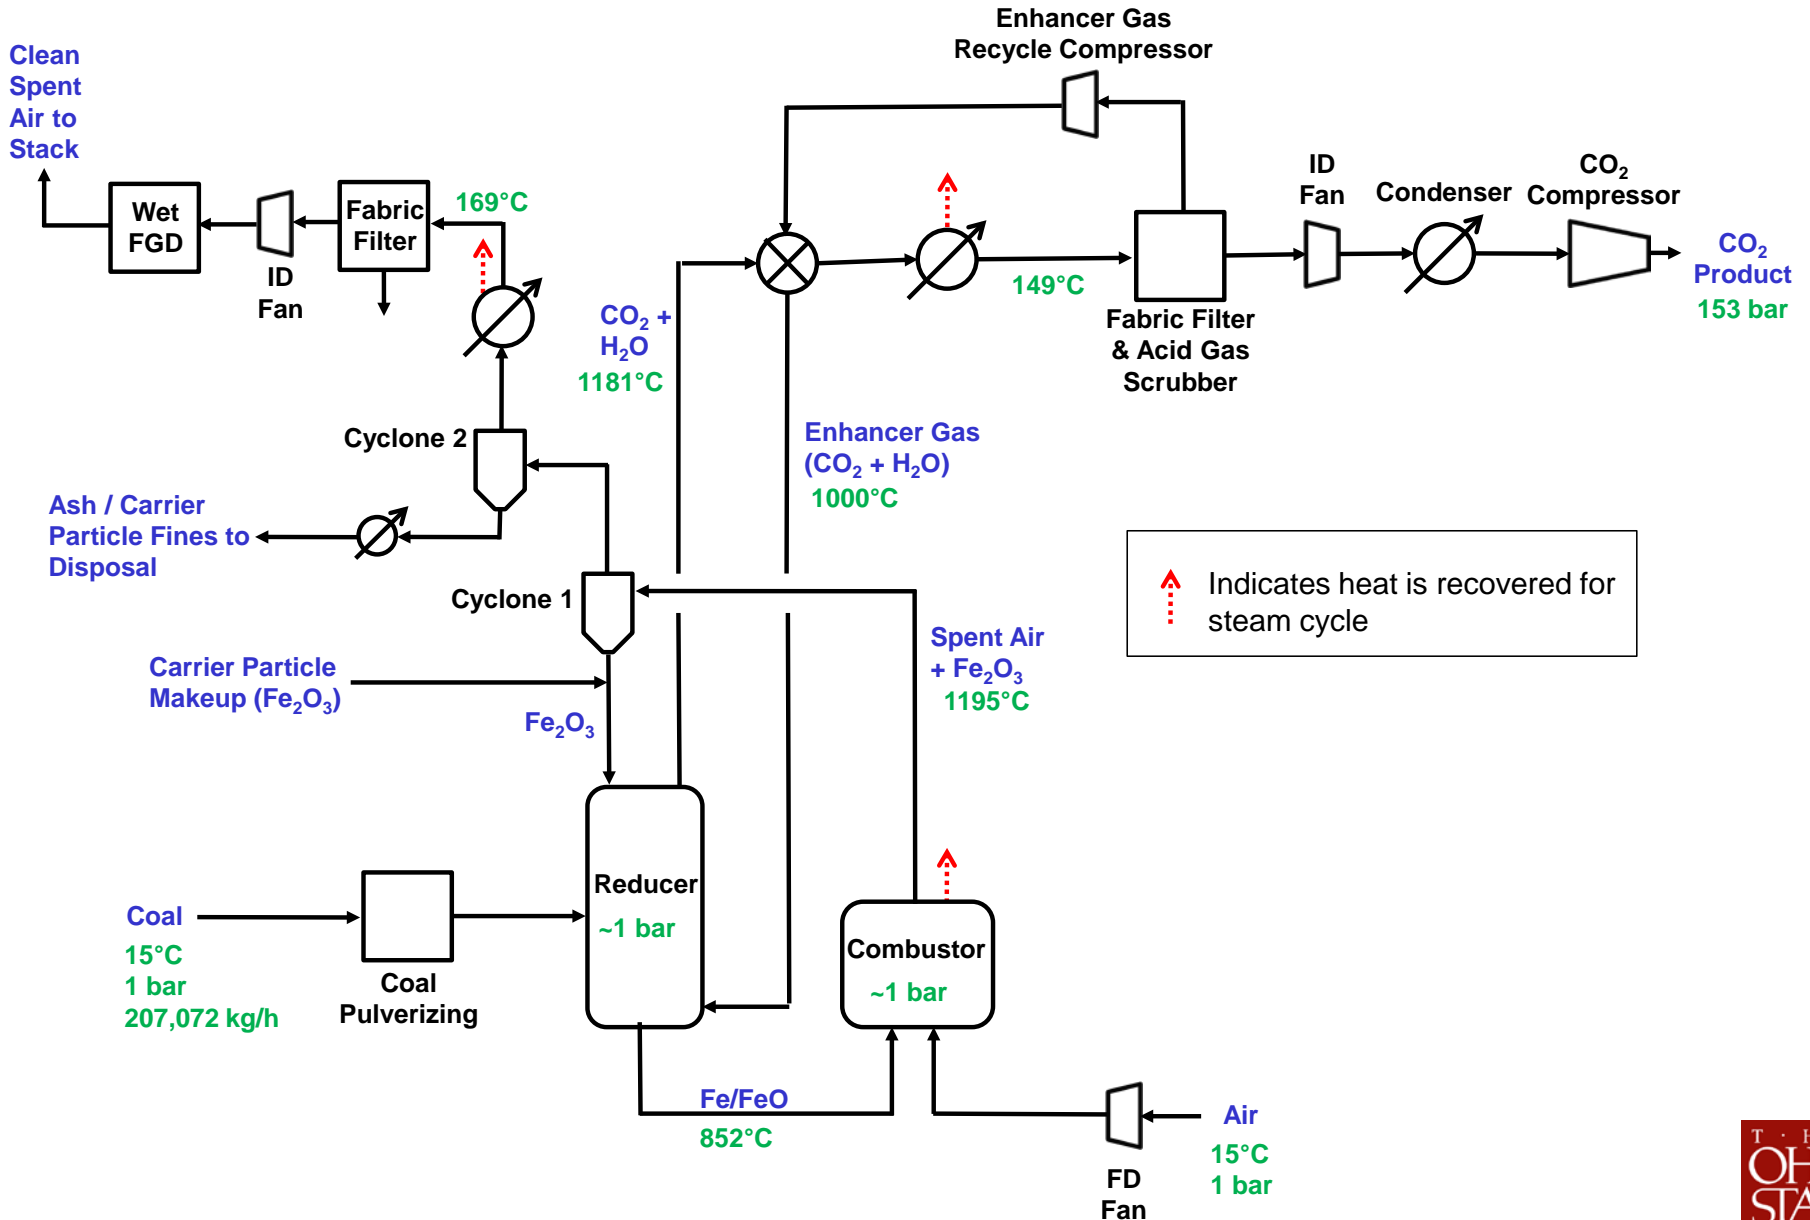 Enhancer Gas
Recycle Compressor
Clean
Spent
Air to
Stack
Wet
FGD
ID
Fan
Fabric
Filter
169°C
CO₂ +
H₂O
1181°C
149°C
Fabric Filter
& Acid Gas
Scrubber
ID
Fan
Condenser
CO₂
Compressor
CO₂
Product
153 bar
Cyclone 2
Enhancer Gas
(CO₂ + H₂O)
1000°C
Ash / Carrier
Particle Fines to
Disposal
Cyclone 1
Indicates heat is recovered for
steam cycle
Spent Air
+ Fe₂O₃
1195°C
Carrier Particle
Makeup (Fe₂O₃)
Fe₂O₃
Reducer
~1 bar
Combustor
~1 bar
Coal
15°C
1 bar
207,072 kg/h
Coal
Pulverizing
Fe/FeO
852°C
FD
Fan
Air
15°C
1 bar